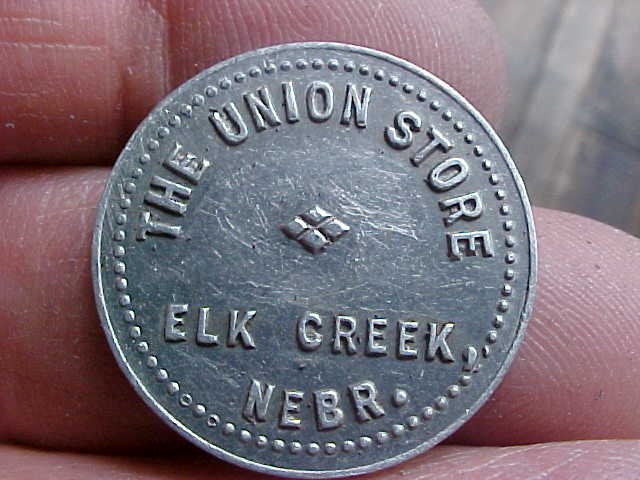 THE UNION STORE
ELK CREEK,
NEBR.